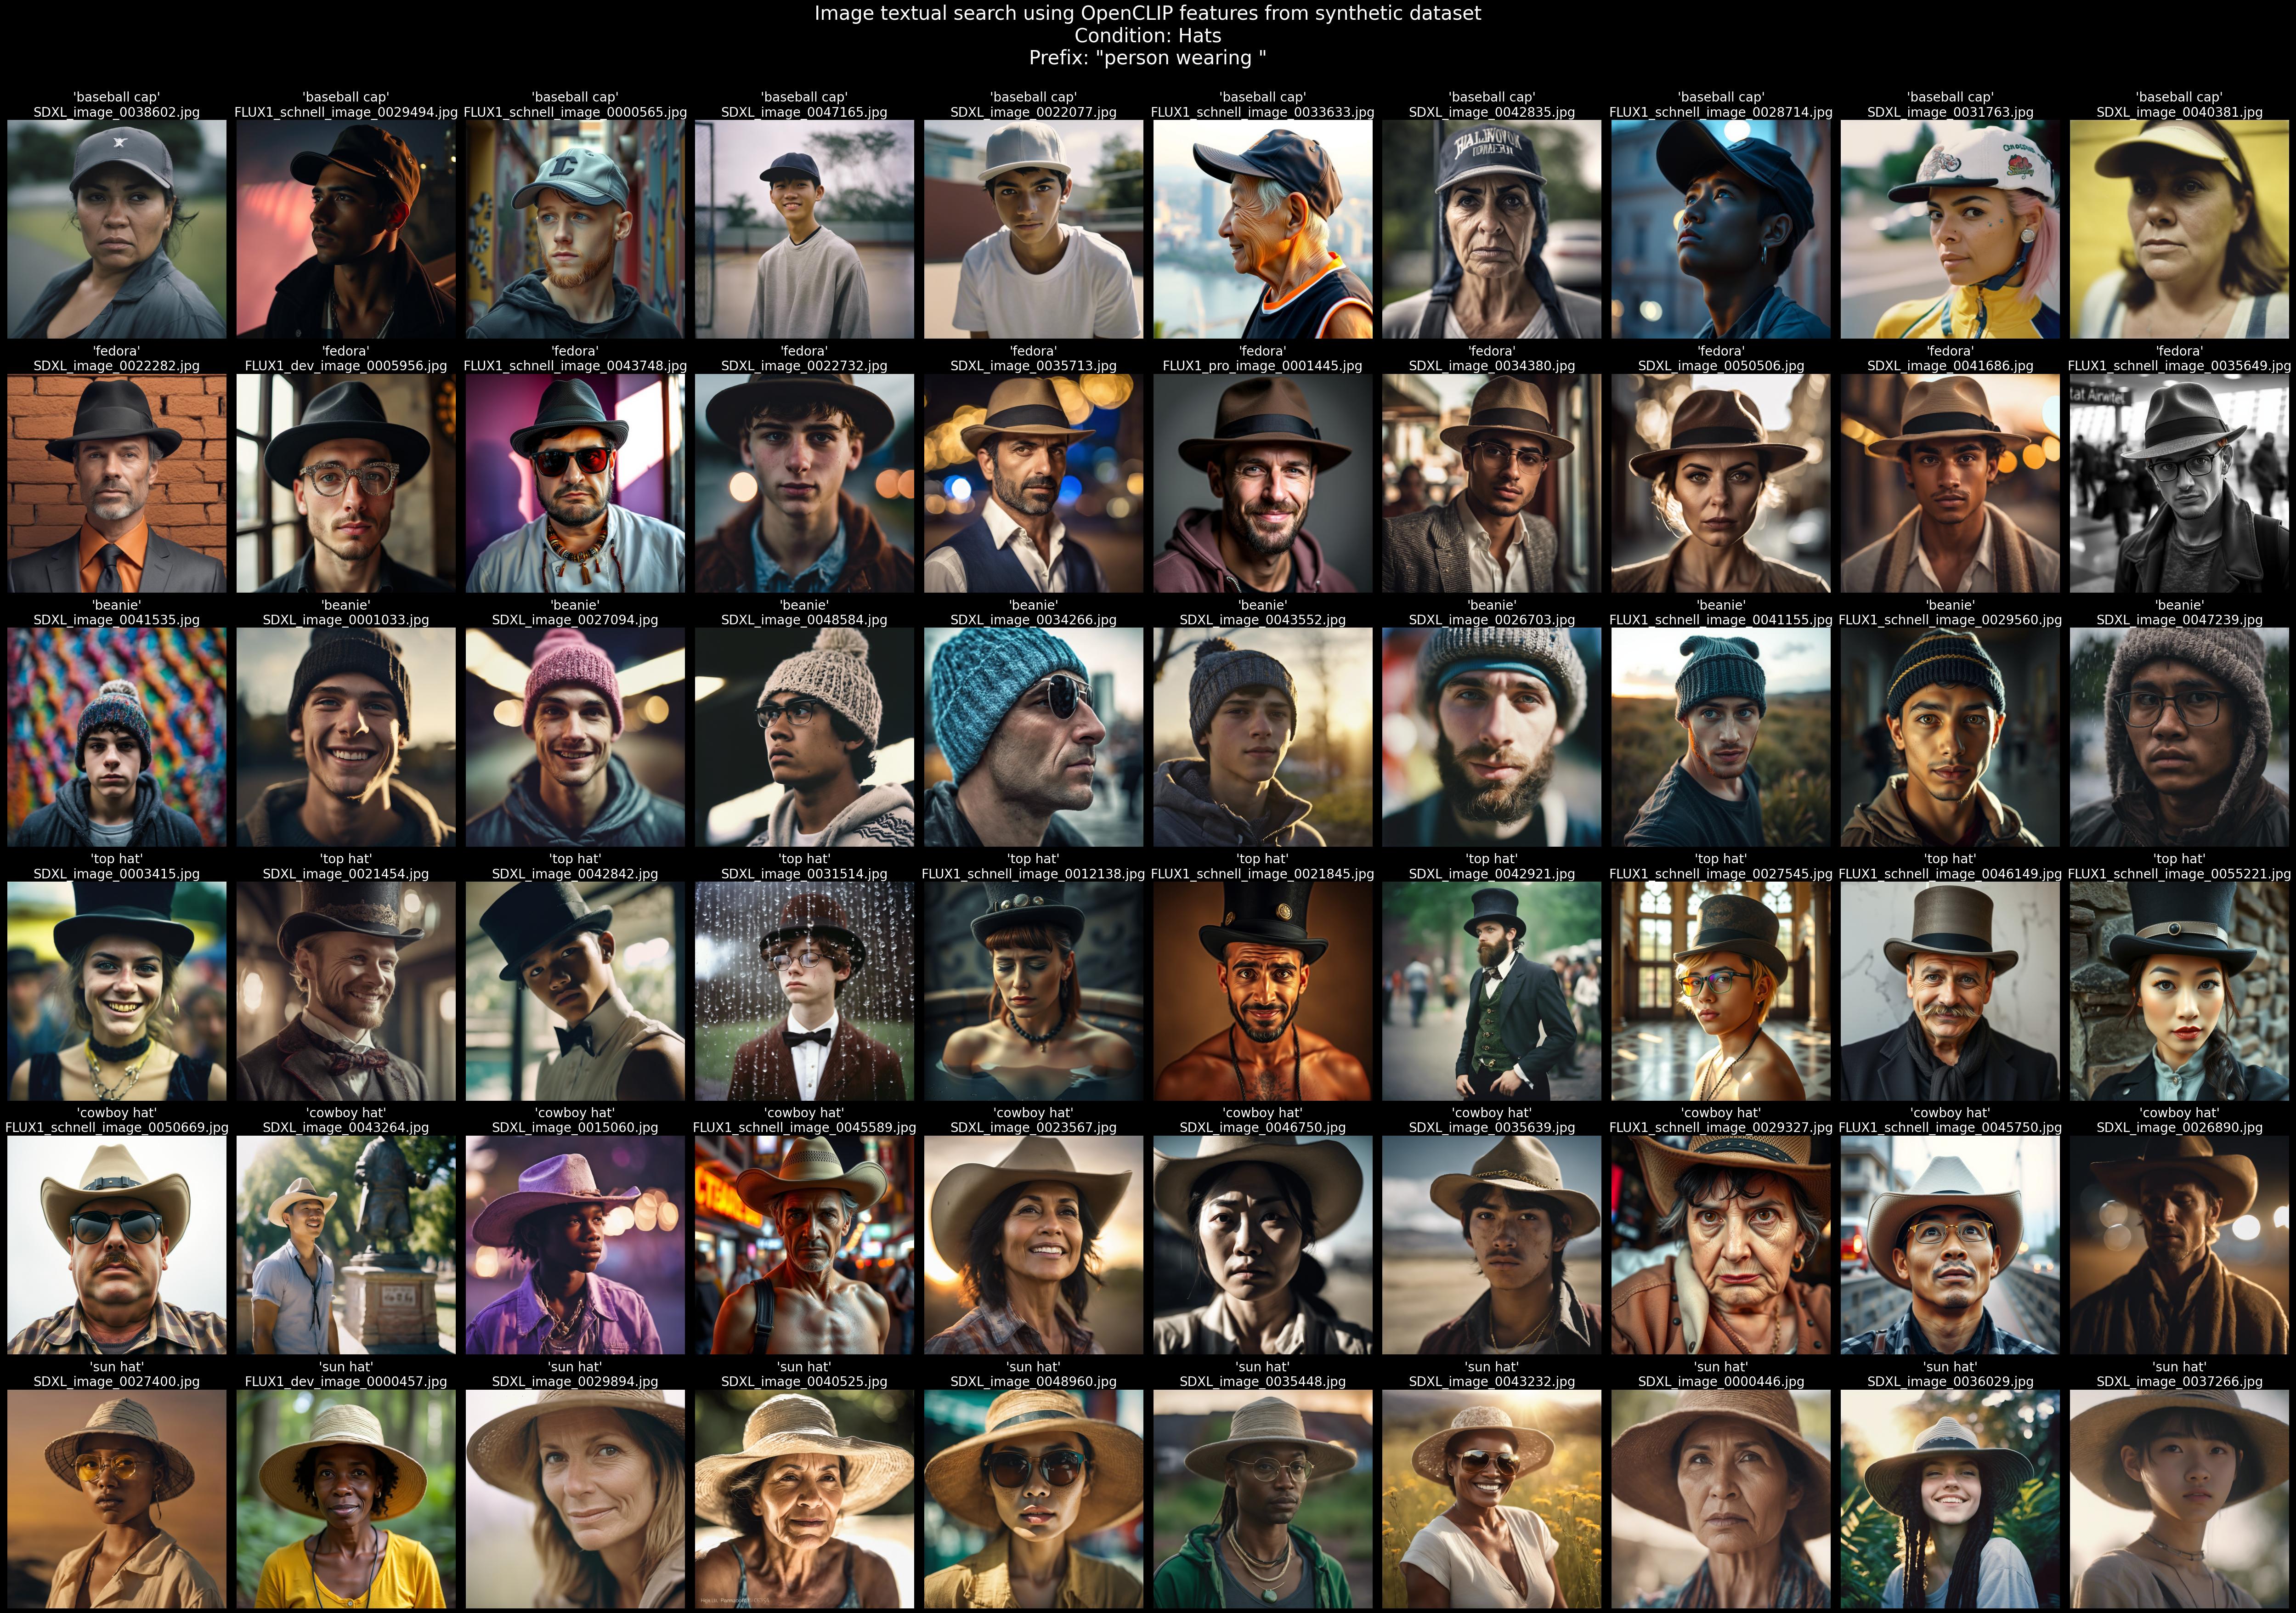 Image textual search using OpenCLIP features from synthetic dataset
Condition: Hats
Prefix: "person wearing "
'baseball cap' 'baseball cap' 'baseball cap' 'baseball cap' 'baseball cap' 'baseball cap' 'baseball cap' 'baseball cap' 'baseball cap' 'baseball cap'
SDXL_image_0038602.jpg FLUX1_schnell_image_0029494.jpg FLUX1_schnell_image_0000565.jpg SDXL_image_0047165.jpg SDXL_image_0022077.jpg FLUX1_schnell_image_0033633.jpg SDXL_image_0042835.jpg FLUX1_schnell_image_0028714.jpg SDXL_image_0031763.jpg SDXL_image_0040381.jpg
'fedora' 'fedora' 'fedora' 'fedora' 'fedora' 'fedora' 'fedora' 'fedora' 'fedora' 'fedora'
SDXL_image_0022282.jpg FLUX1_dev_image_0005956.jpg FLUX1_schnell_image_0043748.jpg SDXL_image_0022732.jpg SDXL_image_0035713.jpg FLUX1_pro_image_0001445.jpg SDXL_image_0034380.jpg SDXL_image_0050506.jpg SDXL_image_0041686.jpg FLUX1_schnell_image_0035649.jpg
tat Airwitel
'beanie' 'beanie' 'beanie' 'beanie' 'beanie' 'beanie' 'beanie' 'beanie' 'beanie' 'beanie'
SDXL_image_0041535.jpg SDXL_image_0001033.jpg SDXL_image_0027094.jpg SDXL_image_0048584.jpg SDXL_image_0034266.jpg SDXL_image_0043552.jpg SDXL_image_0026703.jpg FLUX1_schnell_image_0041155.jpg FLUX1_schnell_image_0029560.jpg SDXL_image_0047239.jpg
'top hat' 'top hat' 'top hat' 'top hat' 'top hat' 'top hat' 'top hat' 'top hat' 'top hat' 'top hat'
SDXL_image_0003415.jpg SDXL_image_0021454.jpg SDXL_image_0042842.jpg SDXL_image_0031514.jpg FLUX1_schnell_image_0012138.jpg FLUX1_schnell_image_0021845.jpg SDXL_image_0042921.jpg FLUX1_schnell_image_0027545.jpg FLUX1_schnell_image_0046149.jpg FLUX1_schnell_image_0055221.jpg
'cowboy hat' 'cowboy hat' 'cowboy hat' 'cowboy hat' 'cowboy hat' 'cowboy hat' 'cowboy hat' 'cowboy hat' 'cowboy hat' 'cowboy hat'
FLUX1_schnell_image_0050669.jpg SDXL_image_0043264.jpg SDXL_image_0015060.jpg FLUX1_schnell_image_0045589.jpg SDXL_image_0023567.jpg SDXL_image_0046750.jpg SDXL_image_0035639.jpg FLUX1_schnell_image_0029327.jpg FLUX1_schnell_image_0045750.jpg SDXL_image_0026890.jpg
'sun hat' 'sun hat' 'sun hat' 'sun hat' 'sun hat' 'sun hat' 'sun hat' 'sun hat' 'sun hat' 'sun hat'
SDXL_image_0027400.jpg FLUX1_dev_image_0000457.jpg SDXL_image_0029894.jpg SDXL_image_0040525.jpg SDXL_image_0048960.jpg SDXL_image_0035448.jpg SDXL_image_0043232.jpg SDXL_image_0000446.jpg SDXL_image_0036029.jpg SDXL_image_0037266.jpg